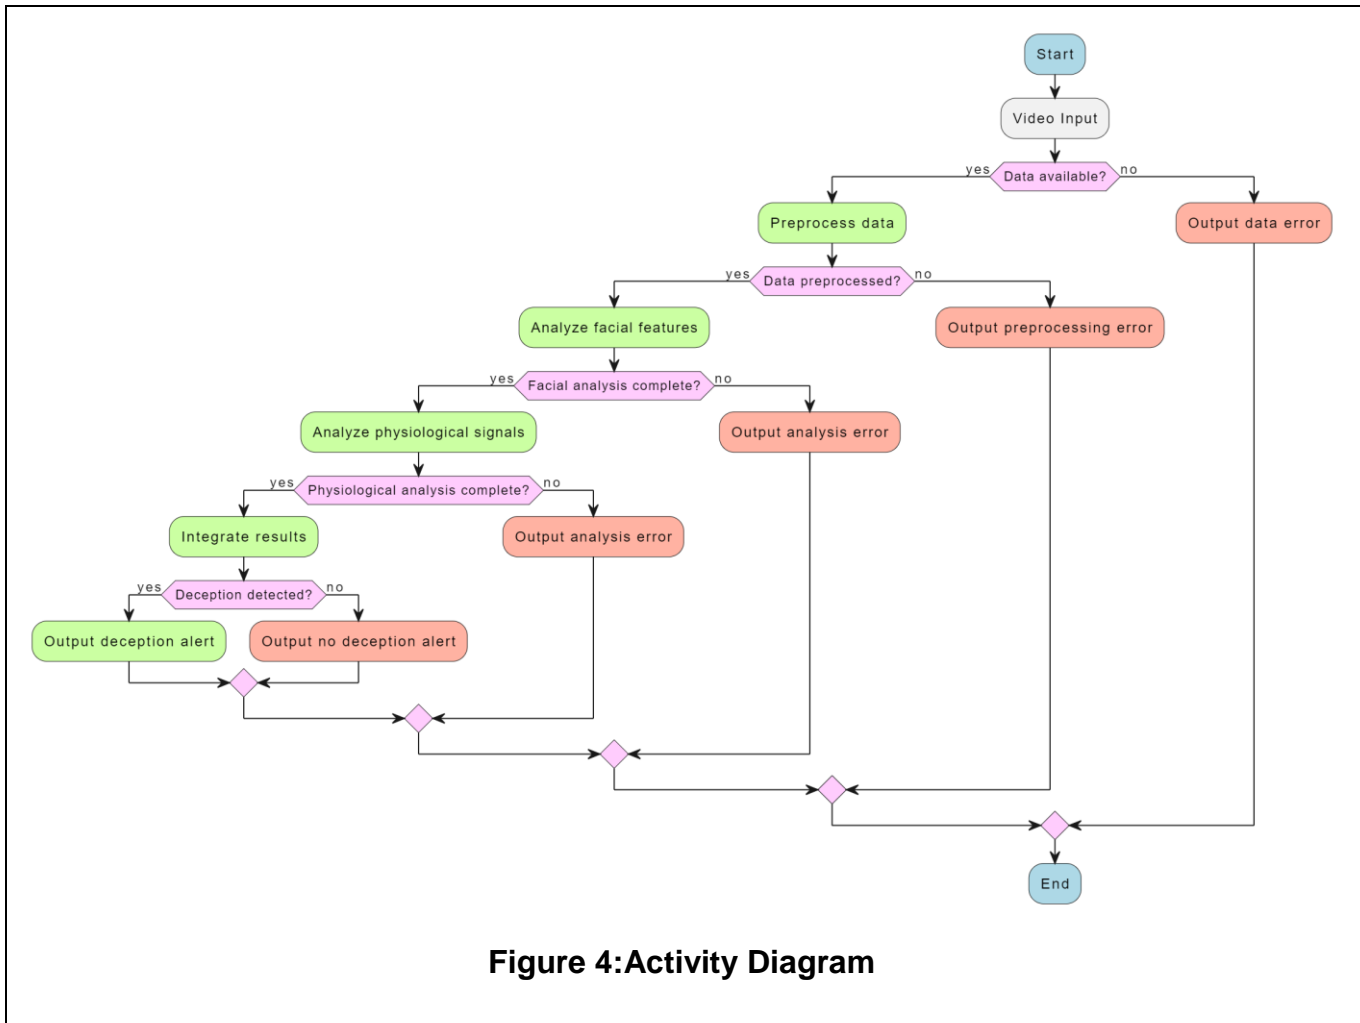 Start
Video Input
yes
Data available?
no
Preprocess data
Output data error
yes
Data preprocessed?
no
Analyze facial features
Output preprocessing error
yes
Facial analysis complete?
no
Analyze physiological signals
Output analysis error
yes
Physiological analysis complete?
no
Integrate results
Output analysis error
yes
Deception detected?
no
Output deception alert
Output no deception alert
End
Figure 4:Activity Diagram